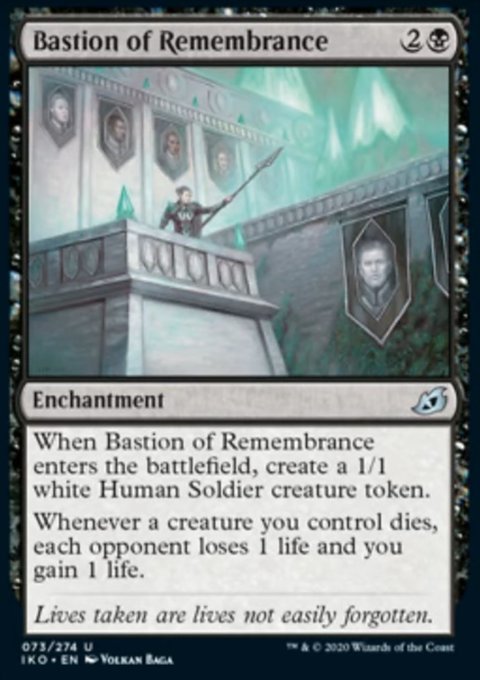 Bastion of Remembrance 2
Enchantment
When Bastion of Remembrance
enters the battlefield, create a 1/1
white Human Soldier creature token.
Whenever a creature you control dies,
each opponent loses 1 life and you
gain 1 life.
Lives taken are lives not easily forgotten.
073/274 U
IKO • EN Volkan Baga
™ & © 2020 Wizards of the Coast